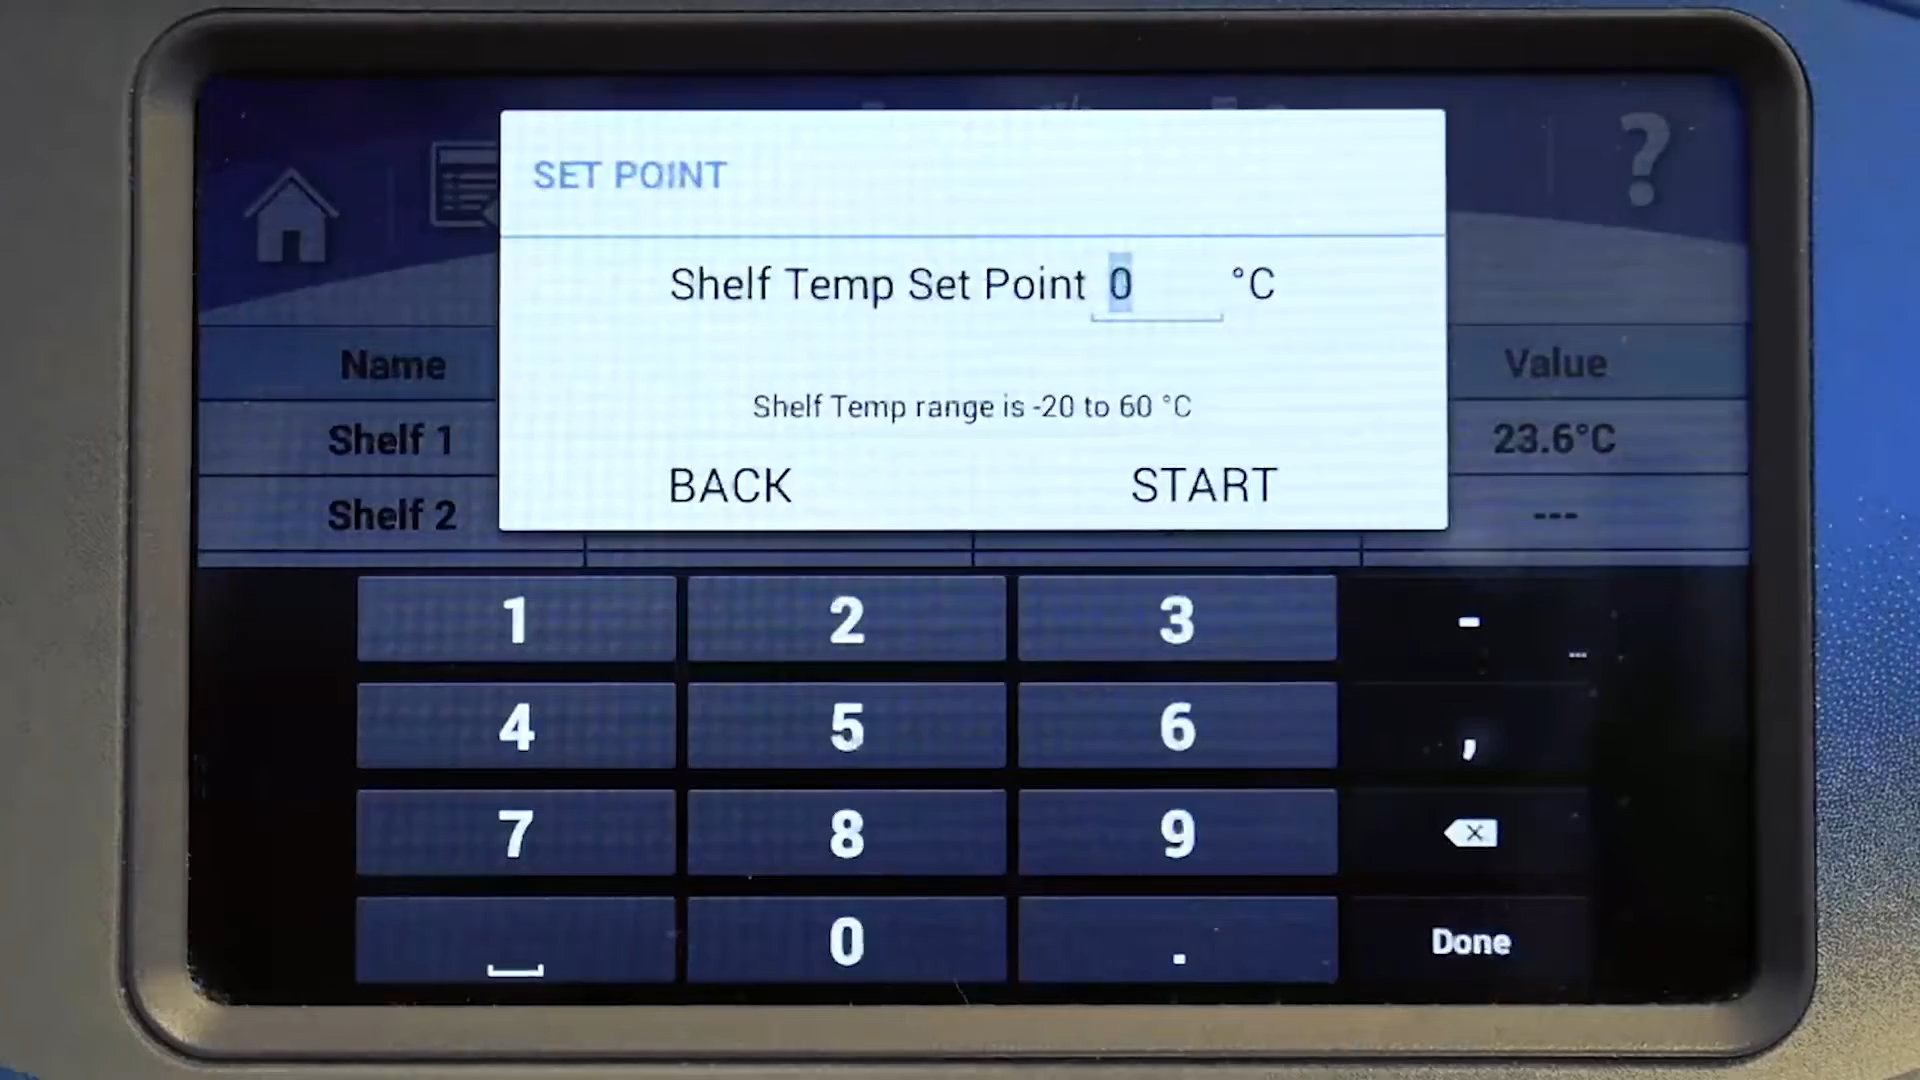 SET POINT
?
Shelf Temp Set Point 0 °C
Name
Value
Shelf Temp range is -20 to 60 °C
Shelf 1
23.6°C
BACK START
Shelf 2
---
1 2 3 -
4 5 6 ,
7 8 9
0 . Done